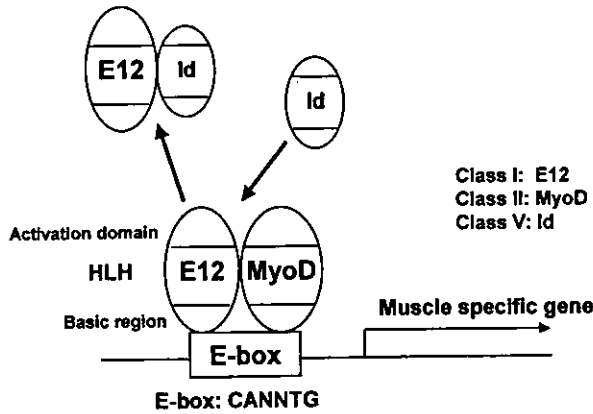 E12
Id
Id
Class I: E12
Class II: MyoD
Class V: Id
Activation domain
HLH
E12
MyoD
Basic region
Muscle specific gene
E-box
E-box: CANNTG